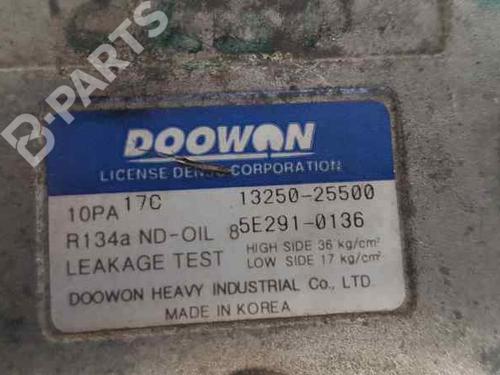 DOOWON
LICENSE DENSO CORPORATION
10PA 17C 13250-25500
R134a ND-OIL 8 5E291-0136
LEAKAGE TEST HIGH SIDE 36 kg/cm²
LOW SIDE 17 kg/cm²
DOOWON HEAVY INDUSTRIAL Co., LTD.
MADE IN KOREA
B-PARTS